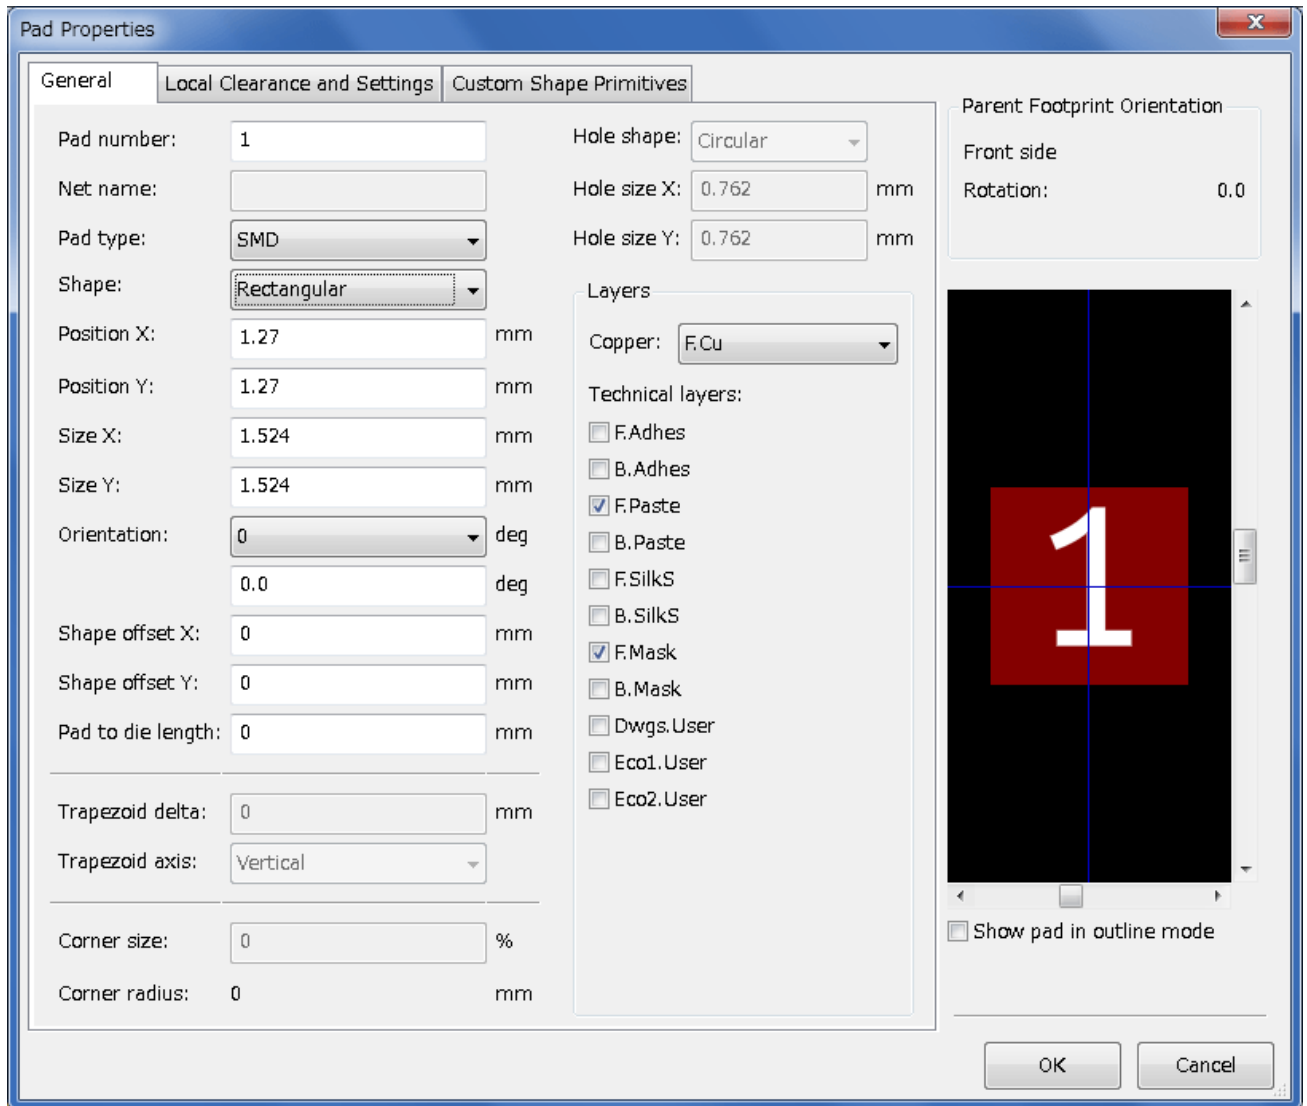 Pad Properties
General
Local Clearance and Settings
Custom Shape Primitives
Pad number: 1
Net name:
Pad type: SMD
Shape: Rectangular
Position X: 1.27 mm
Position Y: 1.27 mm
Size X: 1.524 mm
Size Y: 1.524 mm
Orientation: 0 deg
0.0 deg
Shape offset X: 0 mm
Shape offset Y: 0 mm
Pad to die length: 0 mm
Trapezoid delta: 0 mm
Trapezoid axis: Vertical
Corner size: 0 %
Corner radius: 0 mm
Hole shape: Circular
Hole size X: 0.762 mm
Hole size Y: 0.762 mm
Layers
Copper: F.Cu
Technical layers:
F.Adhes
B.Adhes
F.Paste
B.Paste
F.SilkS
B.SilkS
F.Mask
B.Mask
Dwgs.User
Eco1.User
Eco2.User
Parent Footprint Orientation
Front side
Rotation: 0.0
1
Show pad in outline mode
OK
Cancel